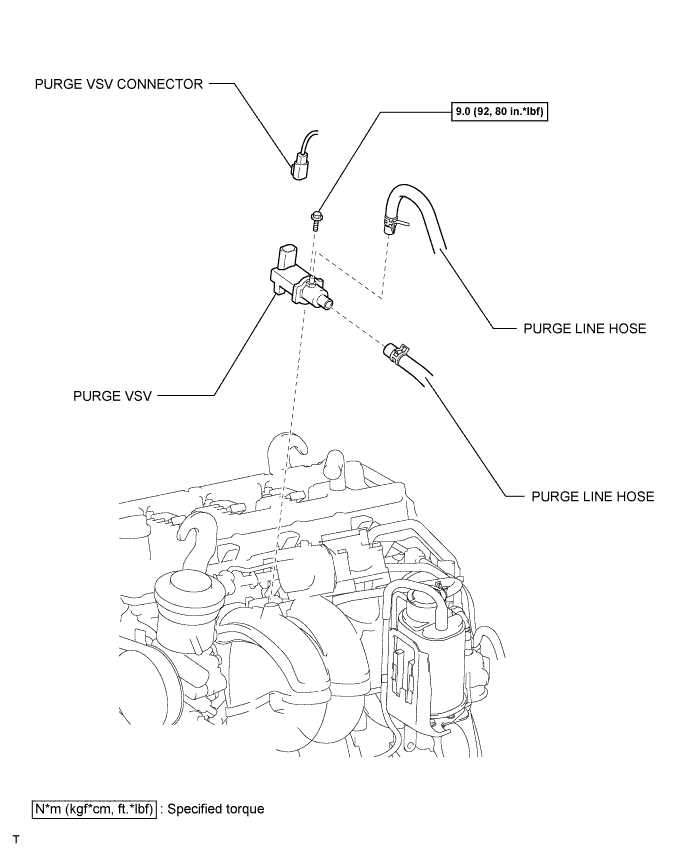 PURGE VSV CONNECTOR
9.0 (92, 80 in.*lbf)
PURGE LINE HOSE
PURGE VSV
PURGE LINE HOSE
N*m (kgf*cm, ft.*lbf) : Specified torque
T